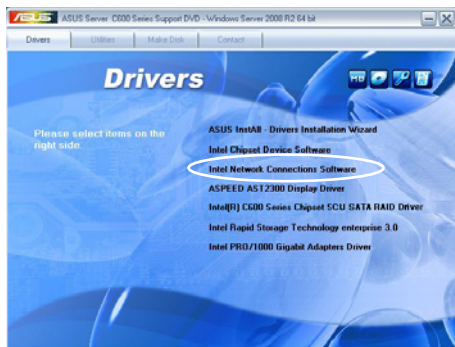 ASUS Server C600 Series Support DVD - Windows Server 2008 R2 64 bit
Drivers
Utilities
Make Disk
Contact
Drivers
Please select items on the
right side.
ASUS InstAll - Drivers Installation Wizard
Intel Chipset Device Software
Intel Network Connections Software
ASPEED AST2300 Display Driver
Intel(R) C600 Series Chipset SCU SATA RAID Driver
Intel Rapid Storage Technology enterprise 3.0
Intel PRO/1000 Gigabit Adapters Driver